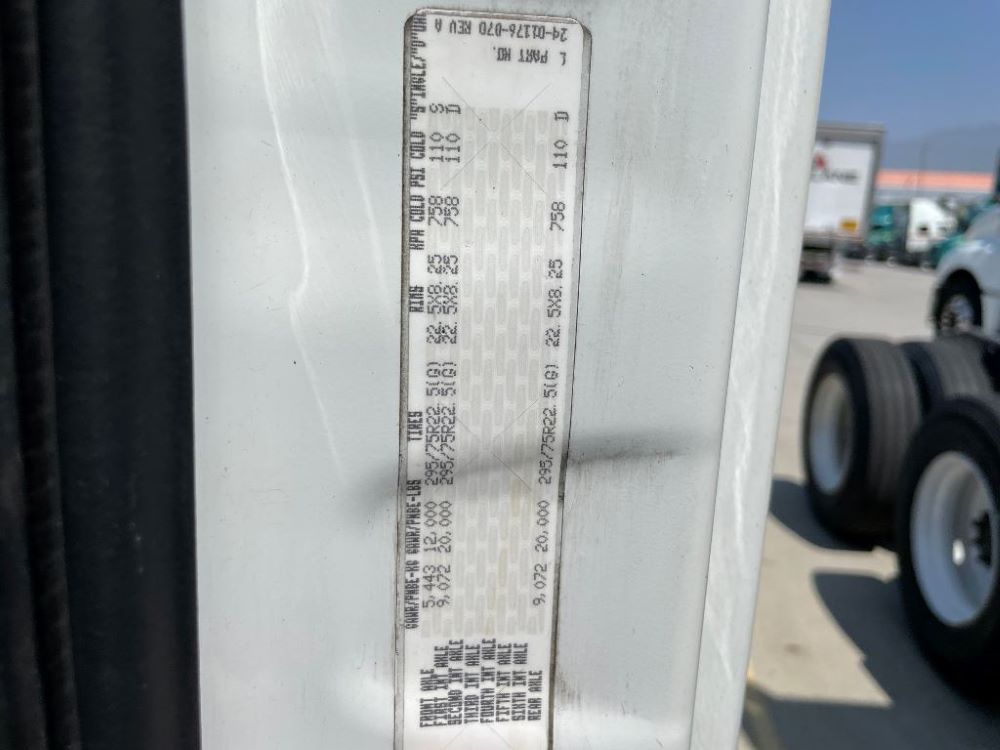 GAWR/PNBE-KG GAWR/PNBE-LBS TIRES RIMS KPA COLD PSI COLD "S"INGLE/"D"UAL
FRONT AXLE 5,443 12,000 295/75R22.5(G) 22.5X8.25 758 110 S
FIRST INT AXLE 9,072 20,000 295/75R22.5(G) 22.5X8.25 758 110 D
SECOND INT AXLE
THIRD INT AXLE
FOURTH INT AXLE
FIFTH INT AXLE
SIXTH INT AXLE
REAR AXLE 9,072 20,000 295/75R22.5(G) 22.5X8.25 758 110 D
L PART NO.
24-01176-070 REV A